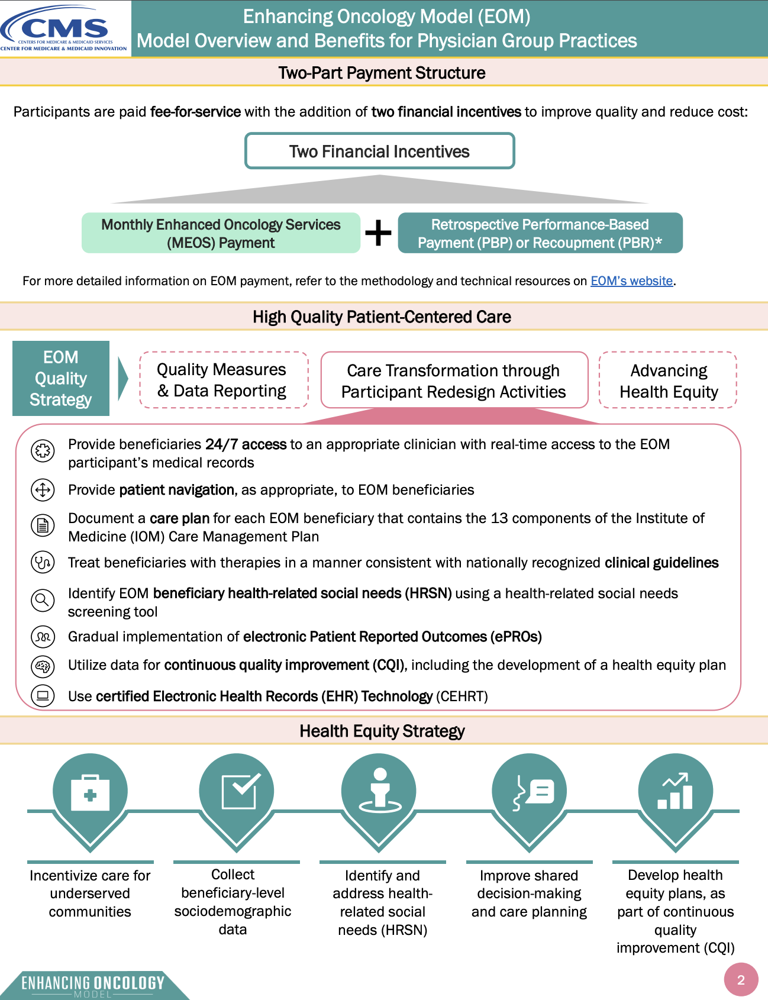 CMS
CENTERS FOR MEDICARE & MEDICAID SERVICES
CENTER FOR MEDICARE & MEDICAID INNOVATION
Enhancing Oncology Model (EOM)
Model Overview and Benefits for Physician Group Practices
Two-Part Payment Structure
Participants are paid fee-for-service with the addition of two financial incentives to improve quality and reduce cost:
Two Financial Incentives
Monthly Enhanced Oncology Services
(MEOS) Payment
+
Retrospective Performance-Based
Payment (PBP) or Recoupment (PBR)*
For more detailed information on EOM payment, refer to the methodology and technical resources on EOM’s website.
High Quality Patient-Centered Care
EOM
Quality
Strategy
Quality Measures
& Data Reporting
Care Transformation through
Participant Redesign Activities
Advancing
Health Equity
Provide beneficiaries 24/7 access to an appropriate clinician with real-time access to the EOM
participant’s medical records
Provide patient navigation, as appropriate, to EOM beneficiaries
Document a care plan for each EOM beneficiary that contains the 13 components of the Institute of
Medicine (IOM) Care Management Plan
Treat beneficiaries with therapies in a manner consistent with nationally recognized clinical guidelines
Identify EOM beneficiary health-related social needs (HRSN) using a health-related social needs
screening tool
Gradual implementation of electronic Patient Reported Outcomes (ePROs)
Utilize data for continuous quality improvement (CQI), including the development of a health equity plan
Use certified Electronic Health Records (EHR) Technology (CEHRT)
Health Equity Strategy
Incentivize care for
underserved
communities
Collect
beneficiary-level
sociodemographic
data
Identify and
address health-
related social
needs (HRSN)
Improve shared
decision-making
and care planning
Develop health
equity plans, as
part of continuous
quality
improvement (CQI)
ENHANCING ONCOLOGY
MODEL
2